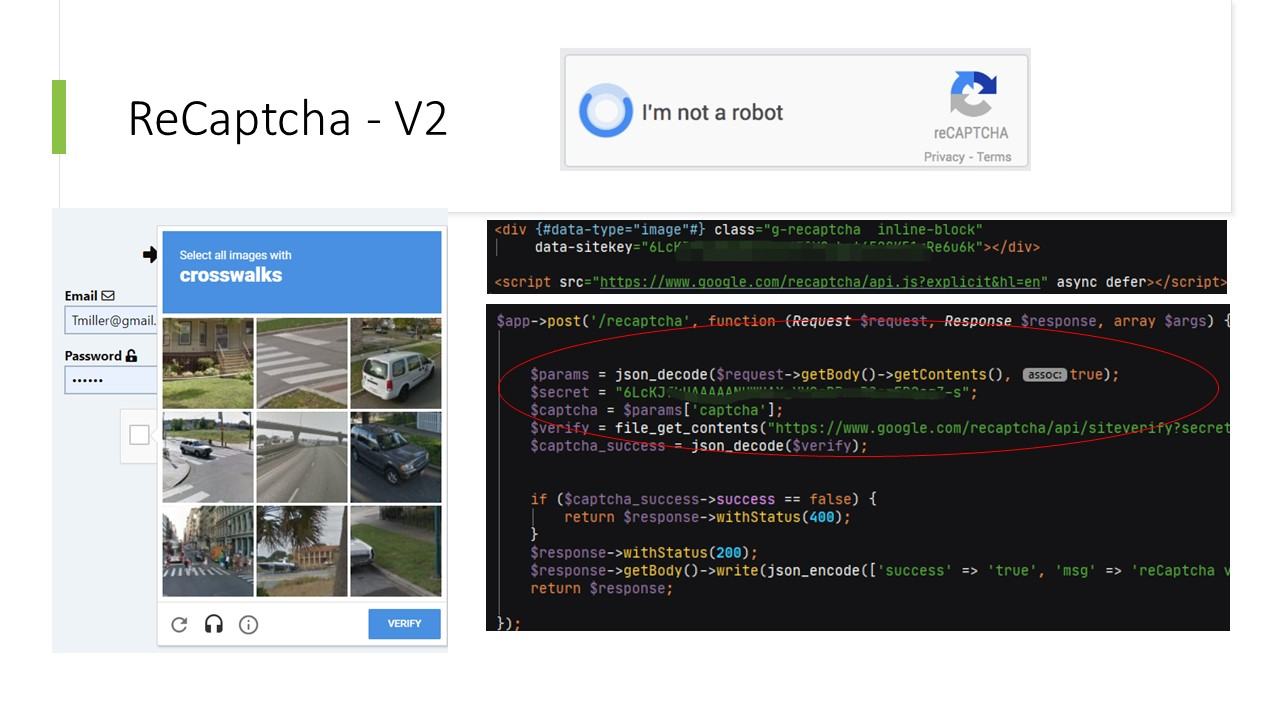 ReCaptcha - V2
I'm not a robot
reCAPTCHA
Privacy - Terms
Select all images with
crosswalks
Email
Tmiller@gmail.
Password
VERIFY
<div {#data-type="image"#} class="g-recaptcha  inline-block"
data-sitekey="6LcK Re6u6k"></div>
<script src="https://www.google.com/recaptcha/api.js?explicit&hl=en" async defer></script>
$app->post('/recaptcha', function (Request $request, Response $response, array $args) {
$params = json_decode($request->getBody()->getContents(), assoc: true);
$secret = "6LcKJ -s";
$captcha = $params['captcha'];
$verify = file_get_contents("https://www.google.com/recaptcha/api/siteverify?secret
$captcha_success = json_decode($verify);
if ($captcha_success->success == false) {
return $response->withStatus(400);
}
$response->withStatus(200);
$response->getBody()->write(json_encode(['success' => 'true', 'msg' => 'reCaptcha v
return $response;
});